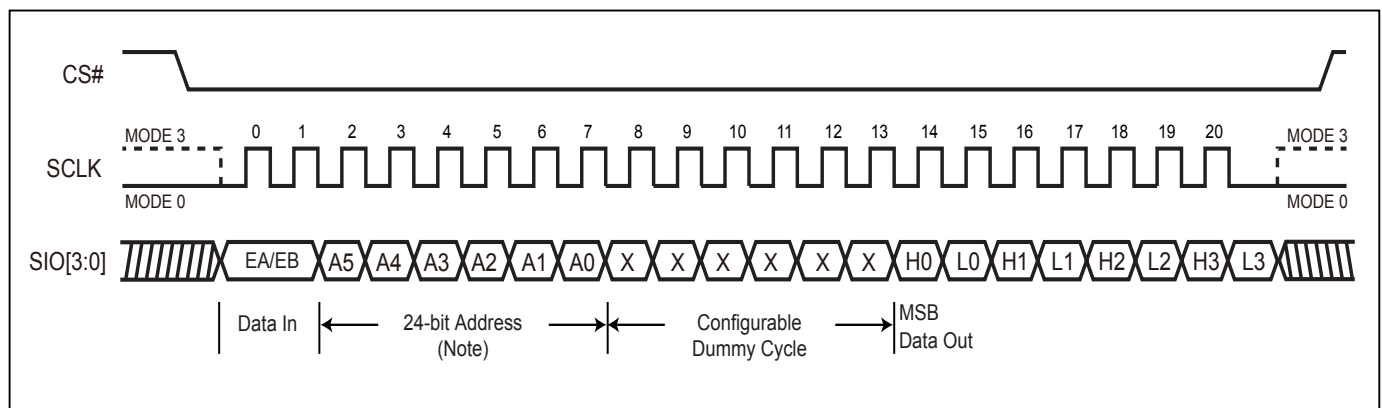 CS#
MODE 3
0 1 2 3 4 5 6 7 8 9 10 11 12 13 14 15 16 17 18 19 20
MODE 3
SCLK
MODE 0
MODE 0
SIO[3:0]
EA/EB A5 A4 A3 A2 A1 A0 X X X X X X H0 L0 H1 L1 H2 L2 H3 L3
Data In
24-bit Address
(Note)
Configurable
Dummy Cycle
MSB
Data Out